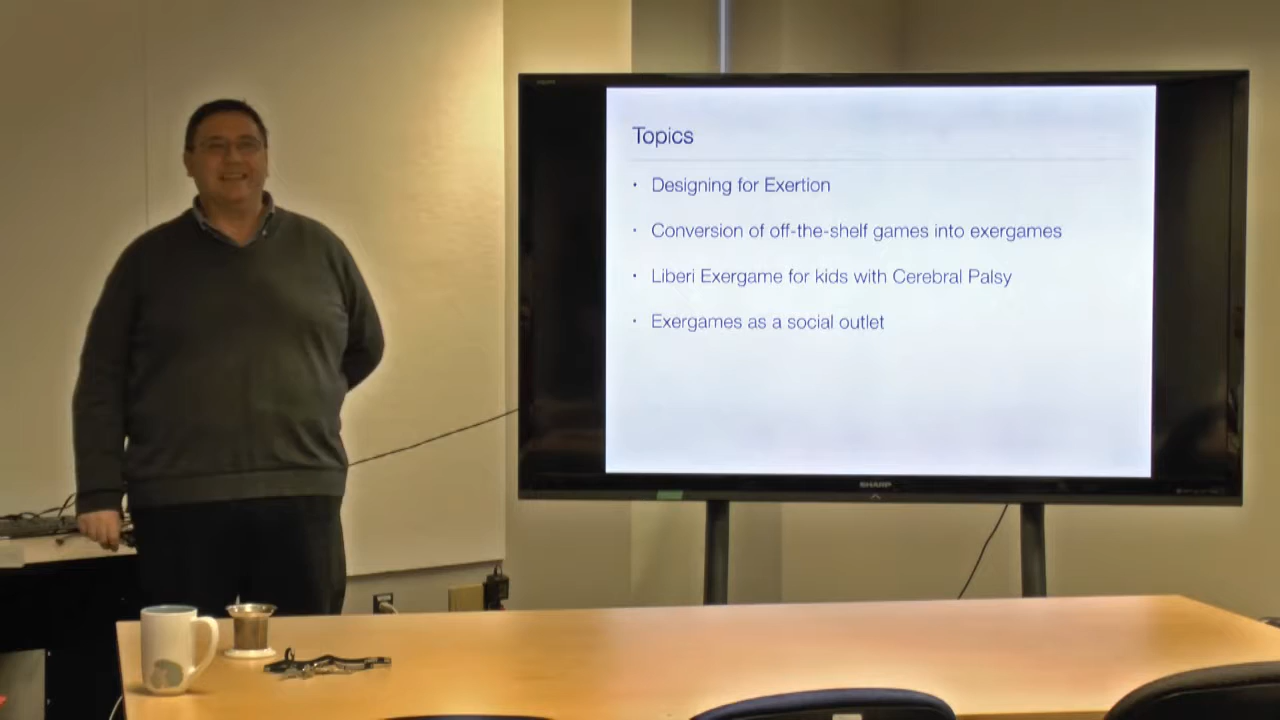 Topics
• Designing for Exertion
• Conversion of off-the-shelf games into exergames
• Liberi Exergame for kids with Cerebral Palsy
• Exergames as a social outlet
SHARP